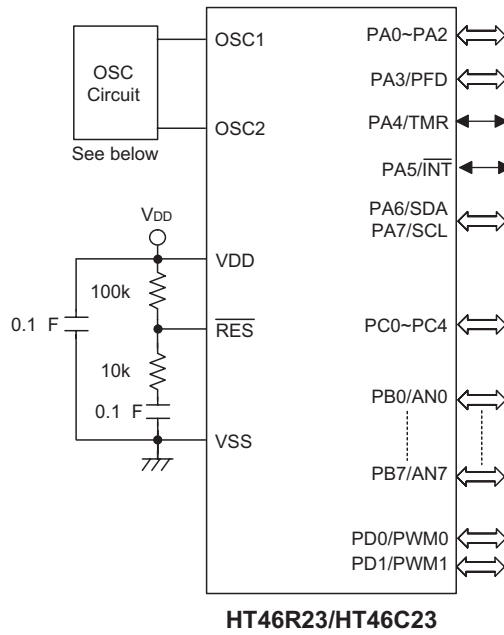 OSC
Circuit
See below
OSC1
OSC2
VDD
100k
0.1 F
10k
0.1 F
VDD
RES
VSS
PA0~PA2
PA3/PFD
PA4/TMR
PA5/INT
PA6/SDA
PA7/SCL
PC0~PC4
PB0/AN0
PB7/AN7
PD0/PWM0
PD1/PWM1
HT46R23/HT46C23